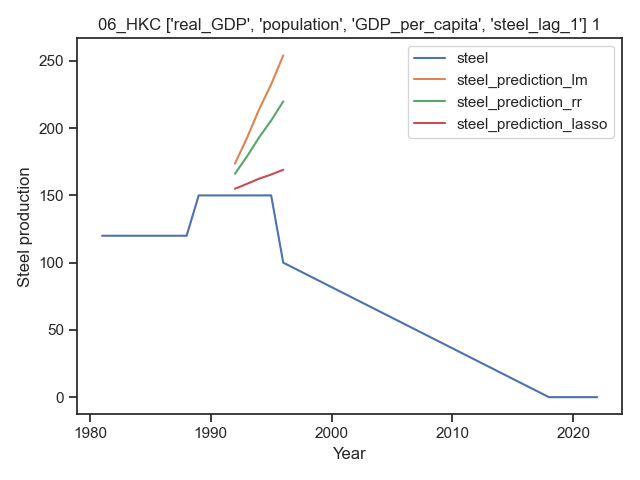 06_HKC ['real_GDP', 'population', 'GDP_per_capita', 'steel_lag_1'] 1
steel
steel_prediction_lm
steel_prediction_rr
steel_prediction_lasso
250
200
150
100
50
0
Steel production
1980
1990
2000
2010
2020
Year